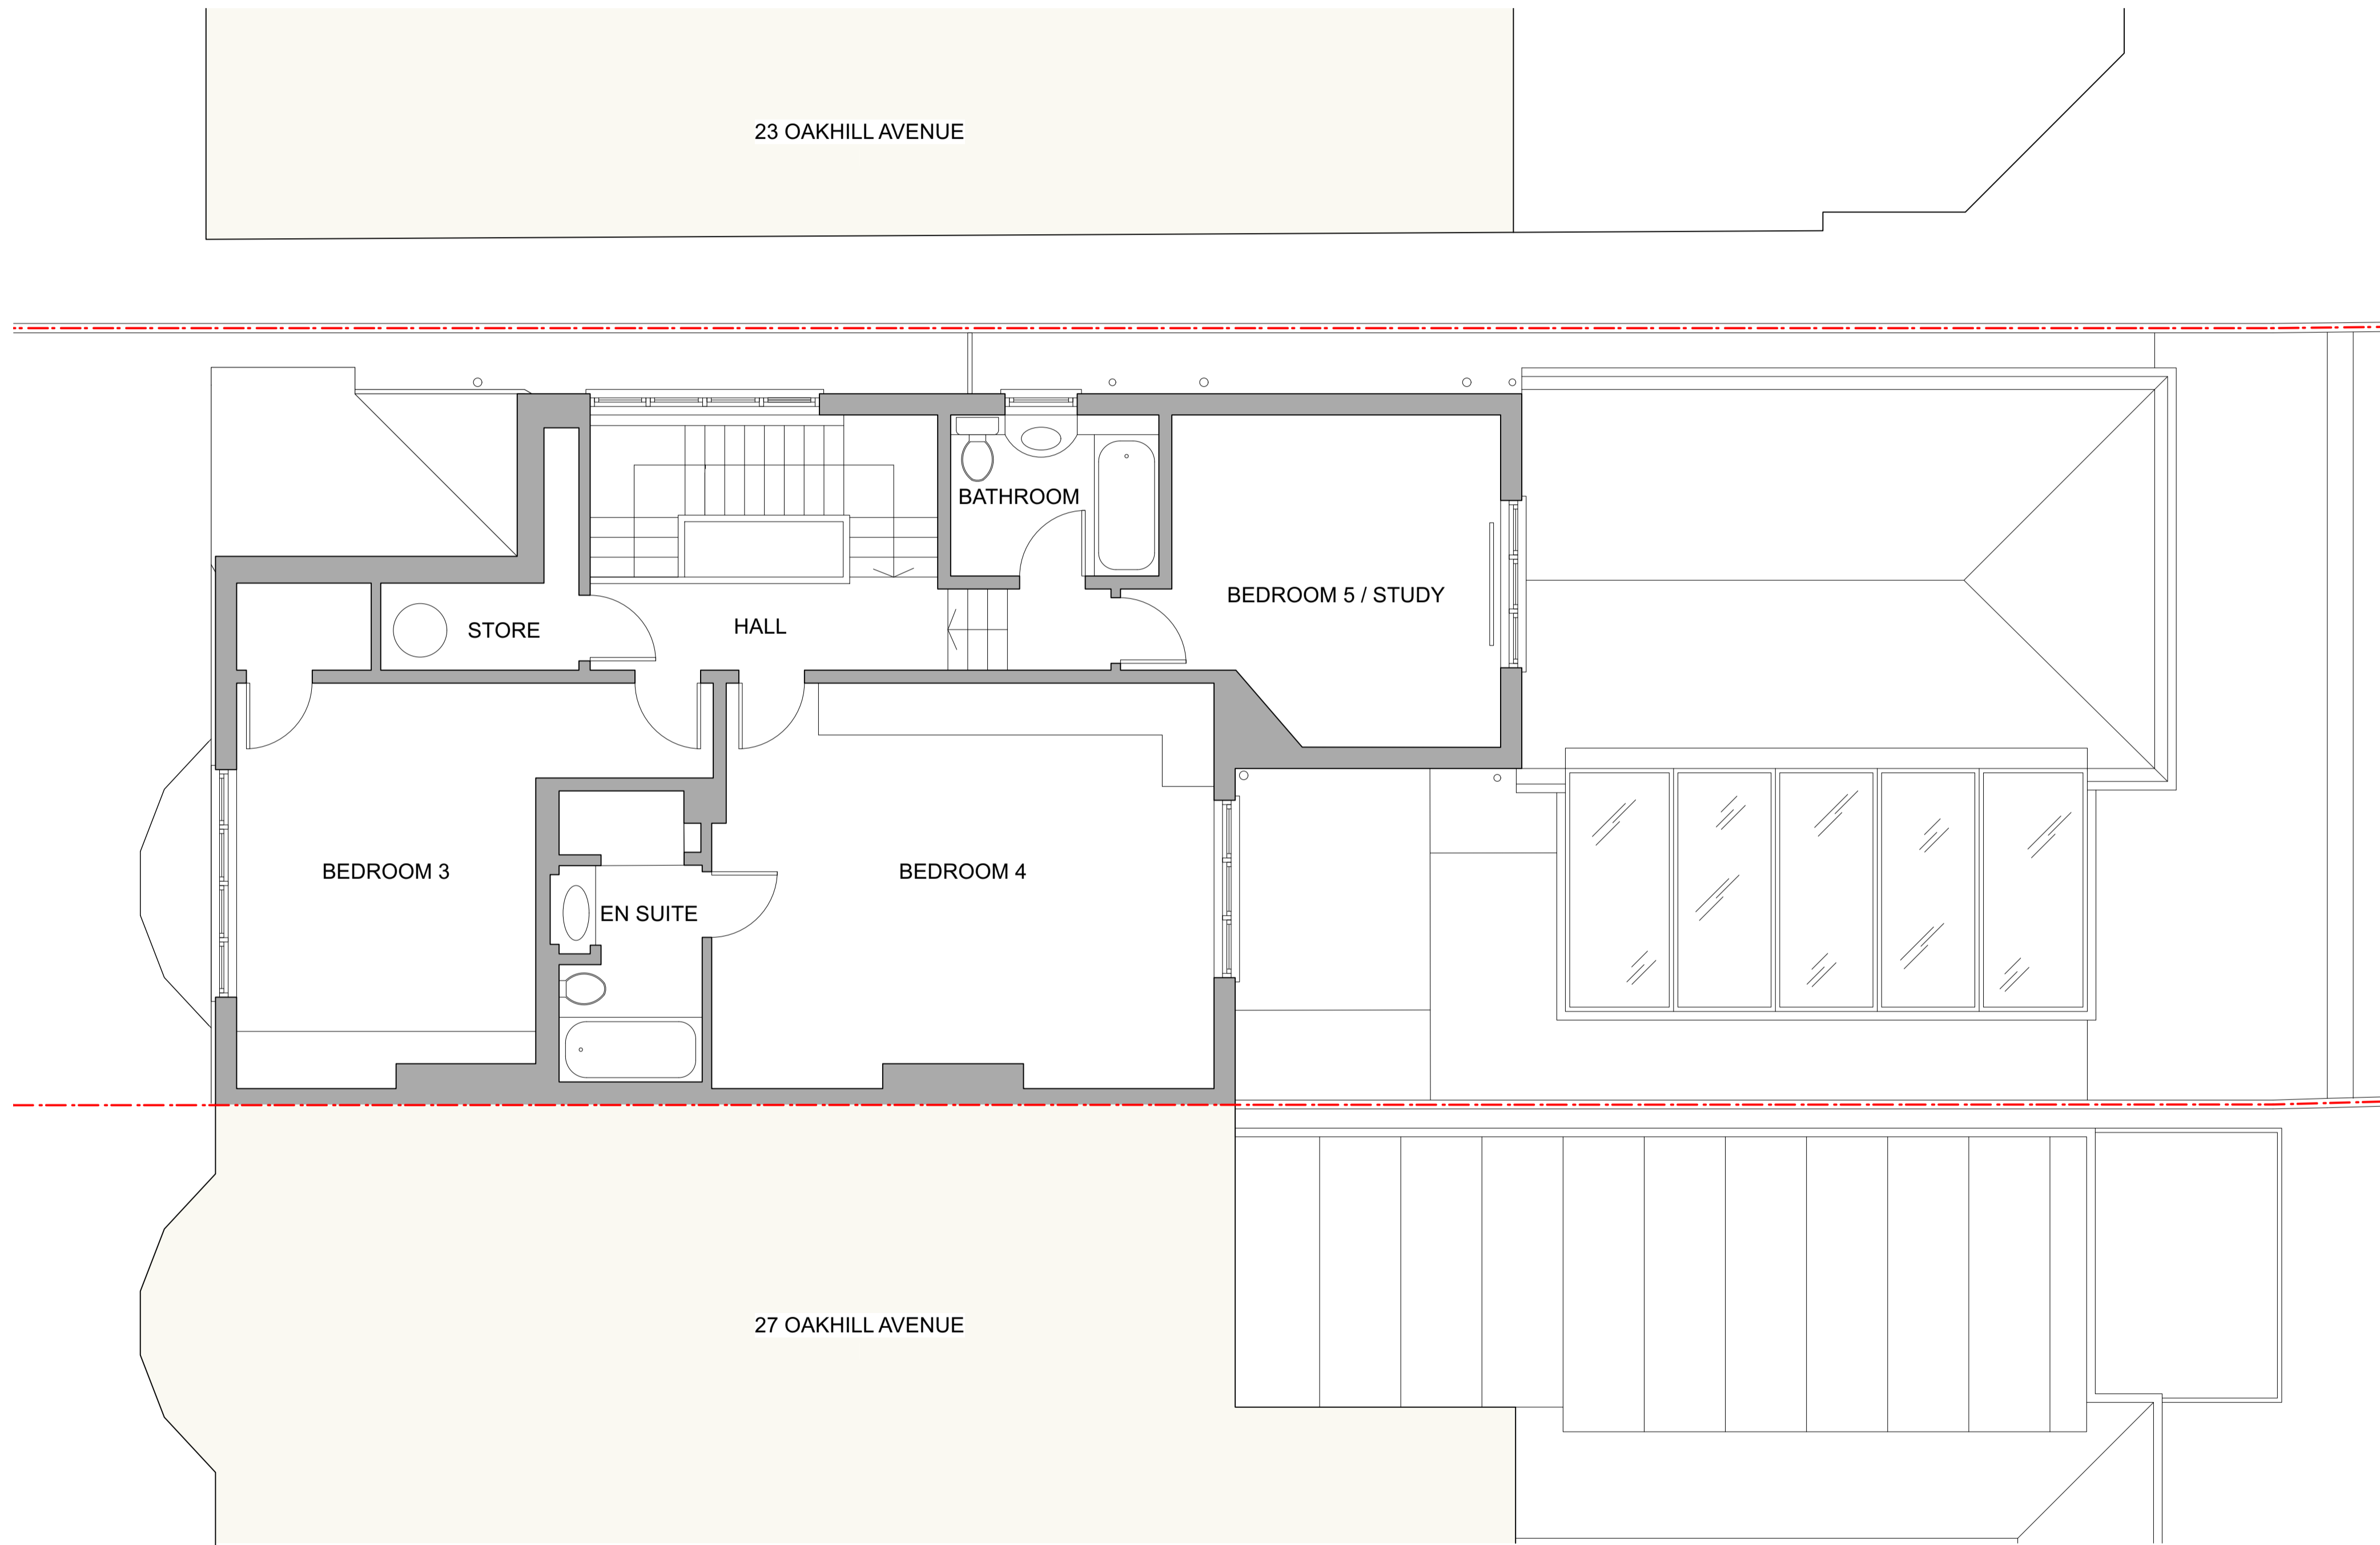 23 OAKHILL AVENUE
BATHROOM
BEDROOM 5 / STUDY
STORE
HALL
BEDROOM 3
BEDROOM 4
EN SUITE
27 OAKHILL AVENUE